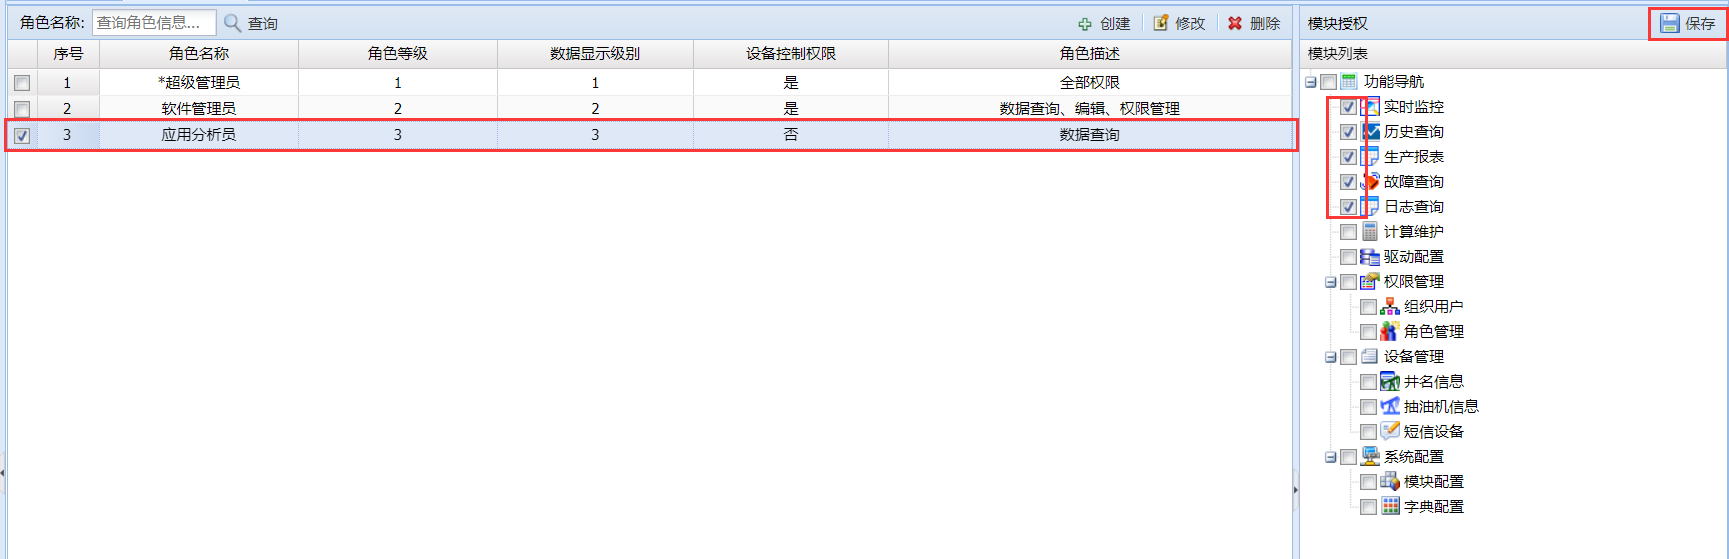 角色名称: 查询角色信息... 查询 创建 修改 删除
序号 角色名称 角色等级 数据显示级别 设备控制权限 角色描述
1 *超级管理员 1 1 是 全部权限
2 软件管理员 2 2 是 数据查询、编辑、权限管理
3 应用分析员 3 3 否 数据查询
模块授权 保存
模块列表
功能导航
实时监控
历史查询
生产报表
故障查询
日志查询
计算维护
驱动配置
权限管理
组织用户
角色管理
设备管理
井名信息
抽油机信息
短信设备
系统配置
模块配置
字典配置